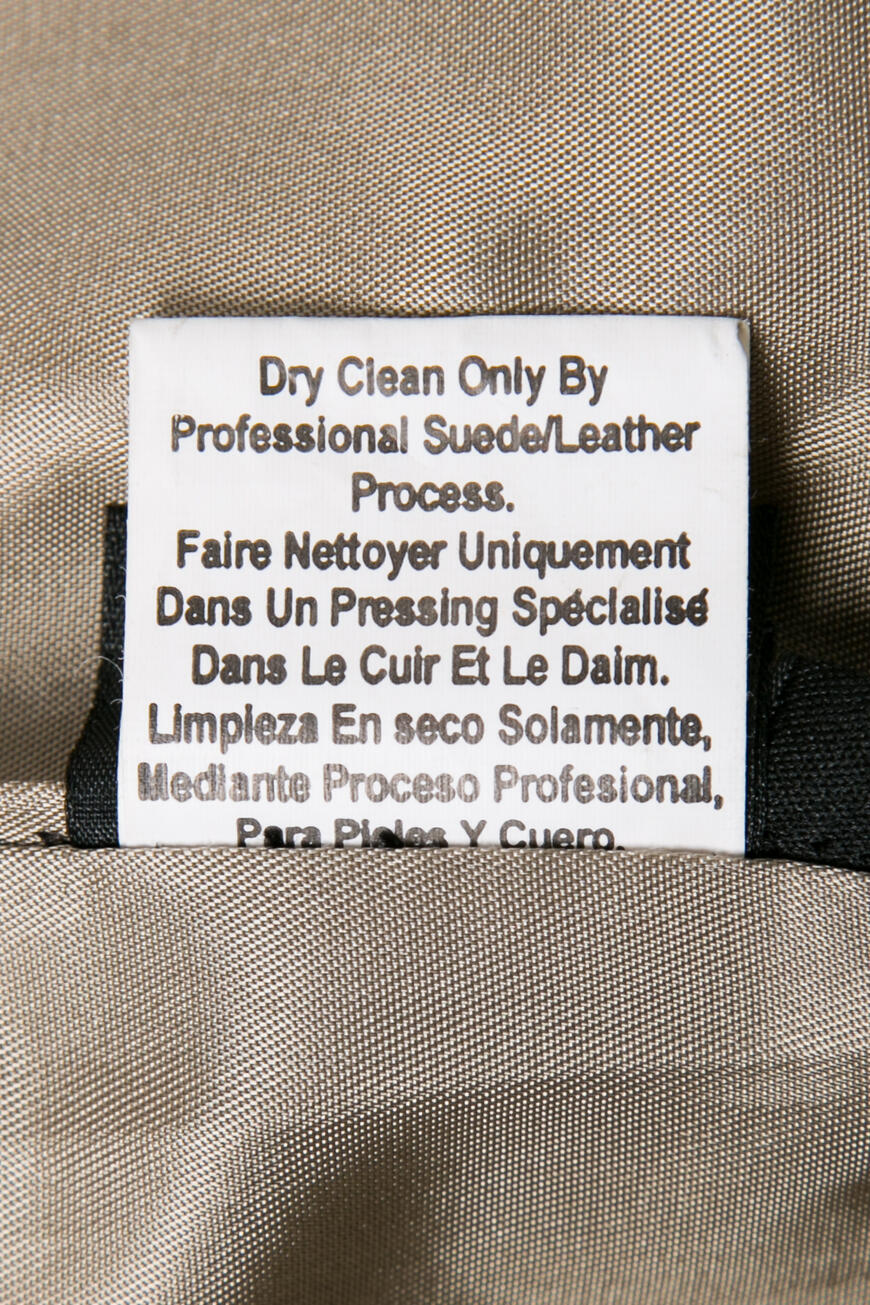 Dry Clean Only By
Professional Suede/Leather
Process.
Faire Nettoyer Uniquement
Dans Un Pressing Spécialisé
Dans Le Cuir Et Le Daim.
Limpieza En seco Solamente,
Mediante Proceso Profesional,
Para Pieles Y Cuero.